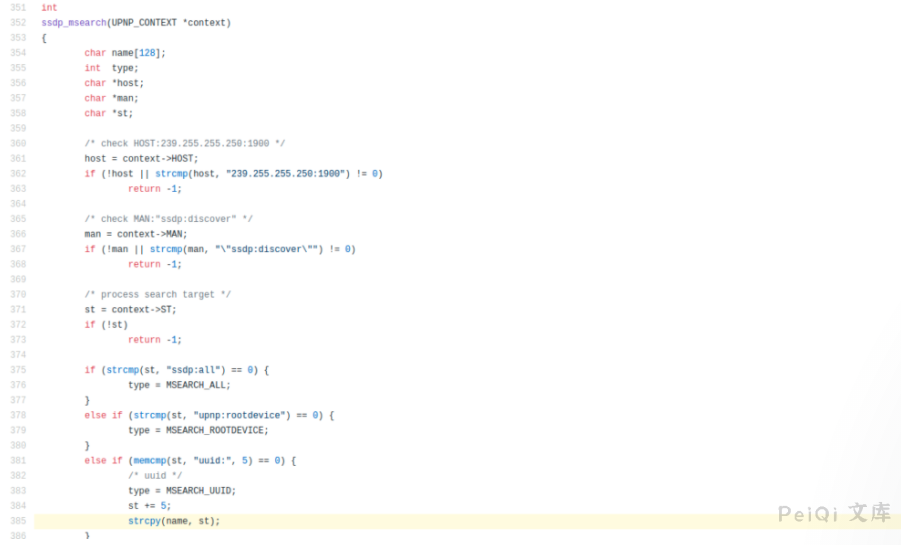 351 int
352 ssdp_msearch(UPNP_CONTEXT *context)
353 {
354         char name[128];
355         int  type;
356         char *host;
357         char *man;
358         char *st;
359
360         /* check HOST:239.255.255.250:1900 */
361         host = context->HOST;
362         if (!host || strcmp(host, "239.255.255.250:1900") != 0)
363                 return -1;
364
365         /* check MAN:"ssdp:discover" */
366         man = context->MAN;
367         if (!man || strcmp(man, "\"ssdp:discover\"") != 0)
368                 return -1;
369
370         /* process search target */
371         st = context->ST;
372         if (!st)
373                 return -1;
374
375         if (strcmp(st, "ssdp:all") == 0) {
376                 type = MSEARCH_ALL;
377         }
378         else if (strcmp(st, "upnp:rootdevice") == 0) {
379                 type = MSEARCH_ROOTDEVICE;
380         }
381         else if (memcmp(st, "uuid:", 5) == 0) {
382                 /* uuid */
383                 type = MSEARCH_UUID;
384                 st += 5;
385                 strcpy(name, st);
386         }
PeiQi 文库